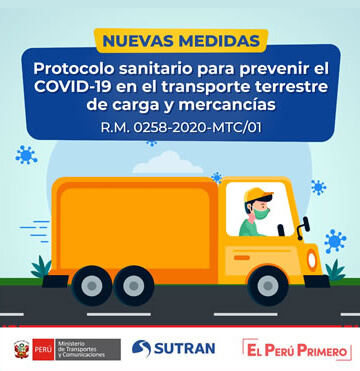 NUEVAS MEDIDAS
Protocolo sanitario para prevenir el
COVID-19 en el transporte terrestre
de carga y mercancías
R.M. 0258-2020-MTC/01
PERÚ
Ministerio
de Transportes
y Comunicaciones
SUTRAN
EL PERÚ PRIMERO